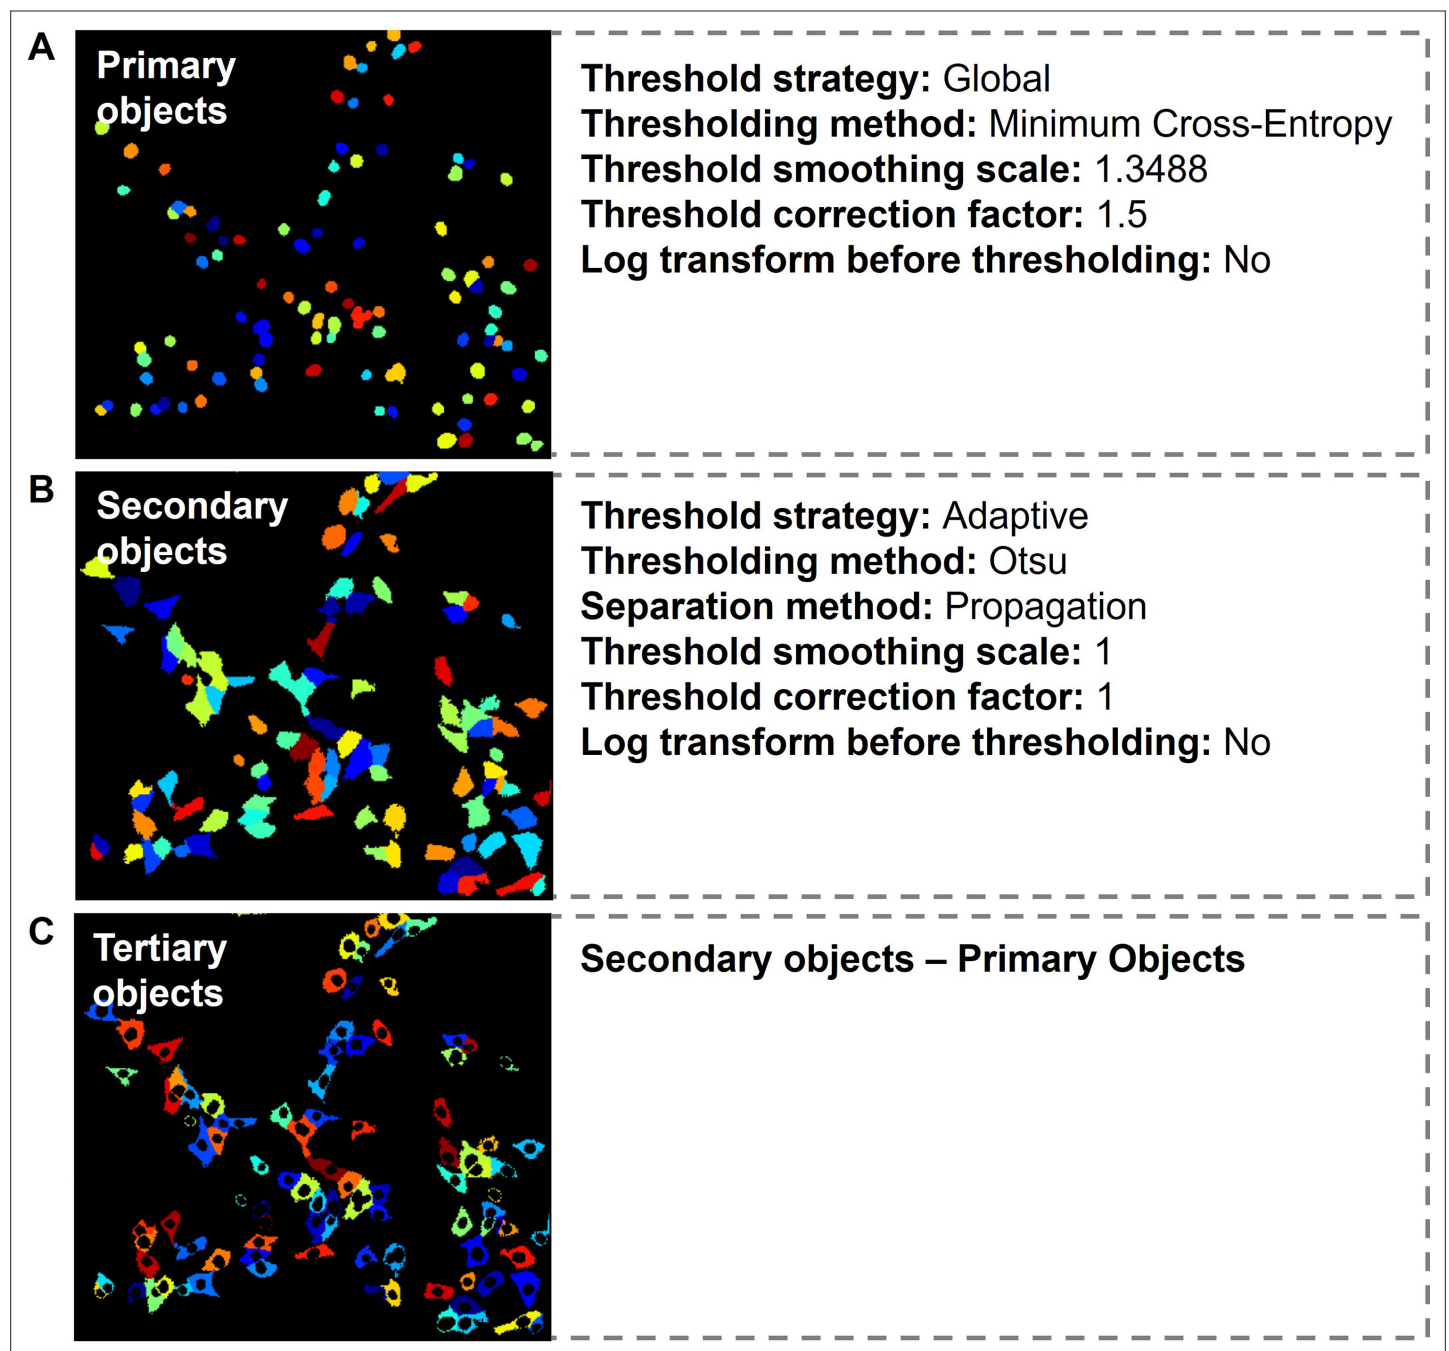 A
Primary
objects
Threshold strategy: Global
Thresholding method: Minimum Cross-Entropy
Threshold smoothing scale: 1.3488
Threshold correction factor: 1.5
Log transform before thresholding: No
B
Secondary
objects
Threshold strategy: Adaptive
Thresholding method: Otsu
Separation method: Propagation
Threshold smoothing scale: 1
Threshold correction factor: 1
Log transform before thresholding: No
C
Tertiary
objects
Secondary objects – Primary Objects